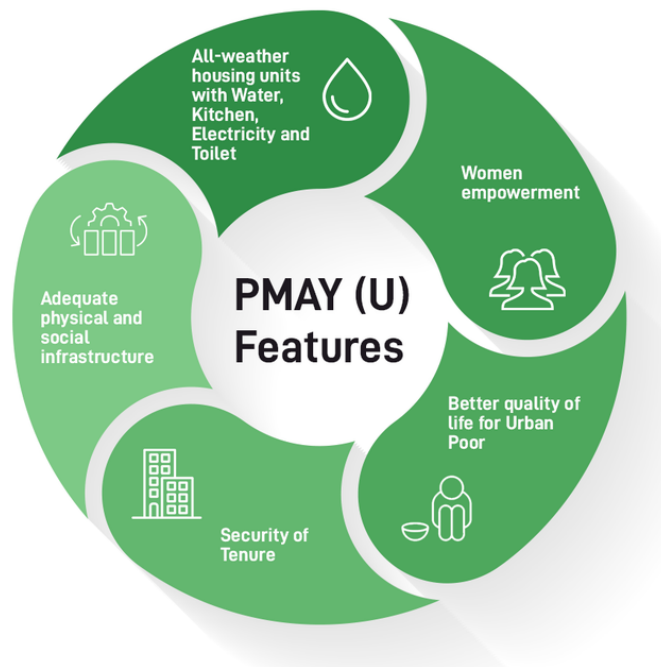 PMAY (U)
Features
All-weather
housing units
with Water,
Kitchen,
Electricity and
Toilet
Women
empowerment
Better quality of
life for Urban
Poor
Security of
Tenure
Adequate
physical and
social
infrastructure